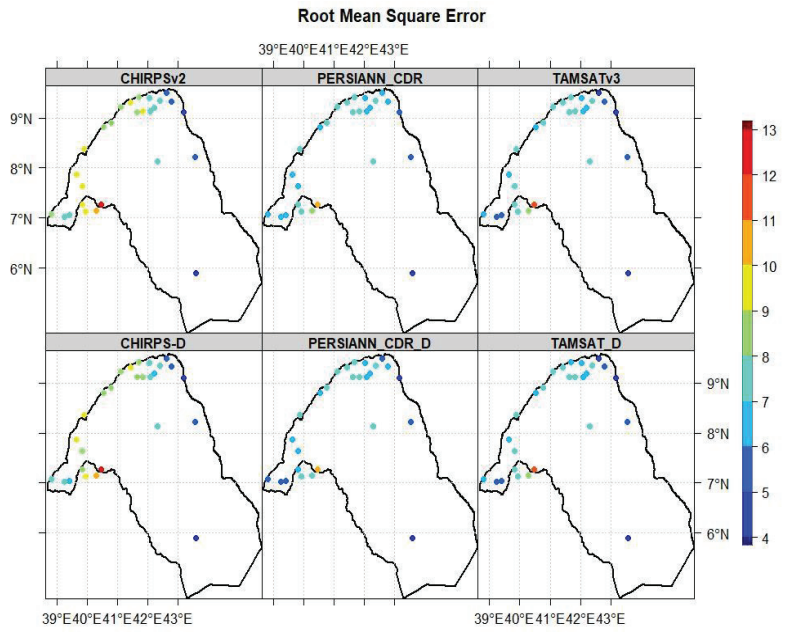 Root Mean Square Error
39°E40°E41°E42°E43°E
CHIRPSv2 PERSIANN_CDR TAMSATv3
9°N
8°N
7°N
6°N
CHIRPS-D PERSIANN_CDR_D TAMSAT_D
9°N
8°N
7°N
6°N
39°E40°E41°E42°E43°E 39°E40°E41°E42°E43°E
13
12
11
10
9
8
7
6
5
4